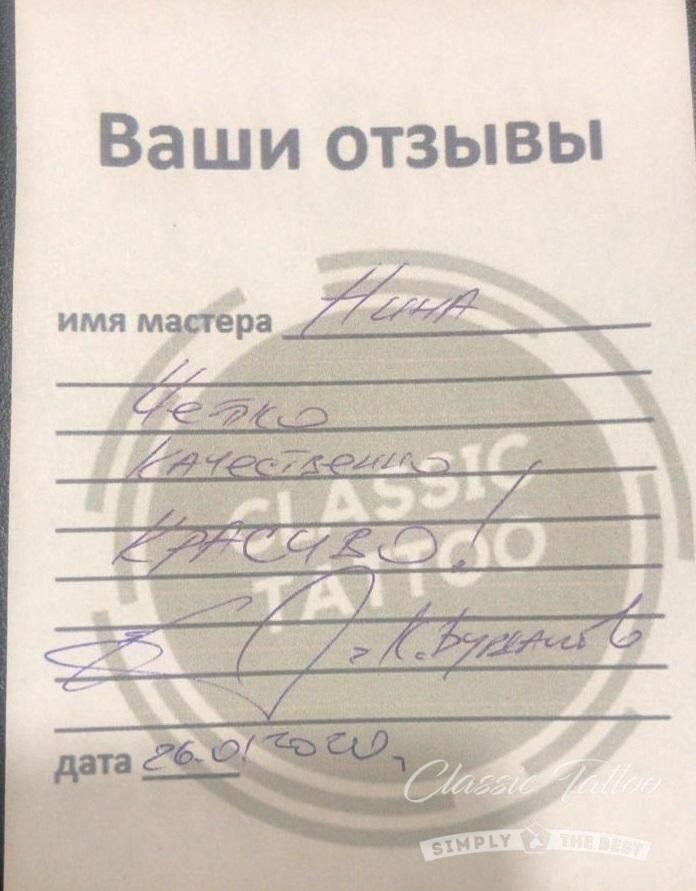 Ваши отзывы
имя мастера Нина
Четко
Качественно
CLASSIC
Красиво!
TATTOO
К. Бурханов
дата 26.01.2020г.
Classic Tattoo
SIMPLY THE BEST